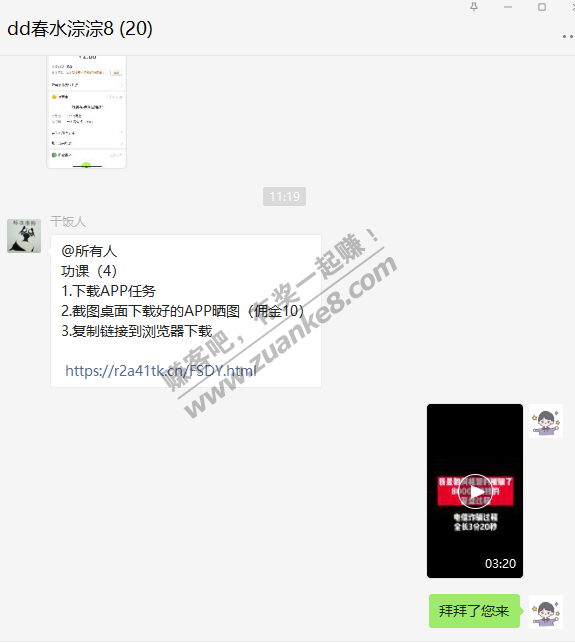 dd春水淙淙8 (20)
11:19
干饭人
@所有人
功课（4）
1.下载APP任务
2.截图桌面下载好的APP晒图（佣金10）
3.复制链接到浏览器下载
https://r2a41tk.cn/FSDY.html
赚客吧，有奖一起赚！
www.zuanke8.com
电信诈骗过程
全长3分20秒
03:20
拜拜了您来